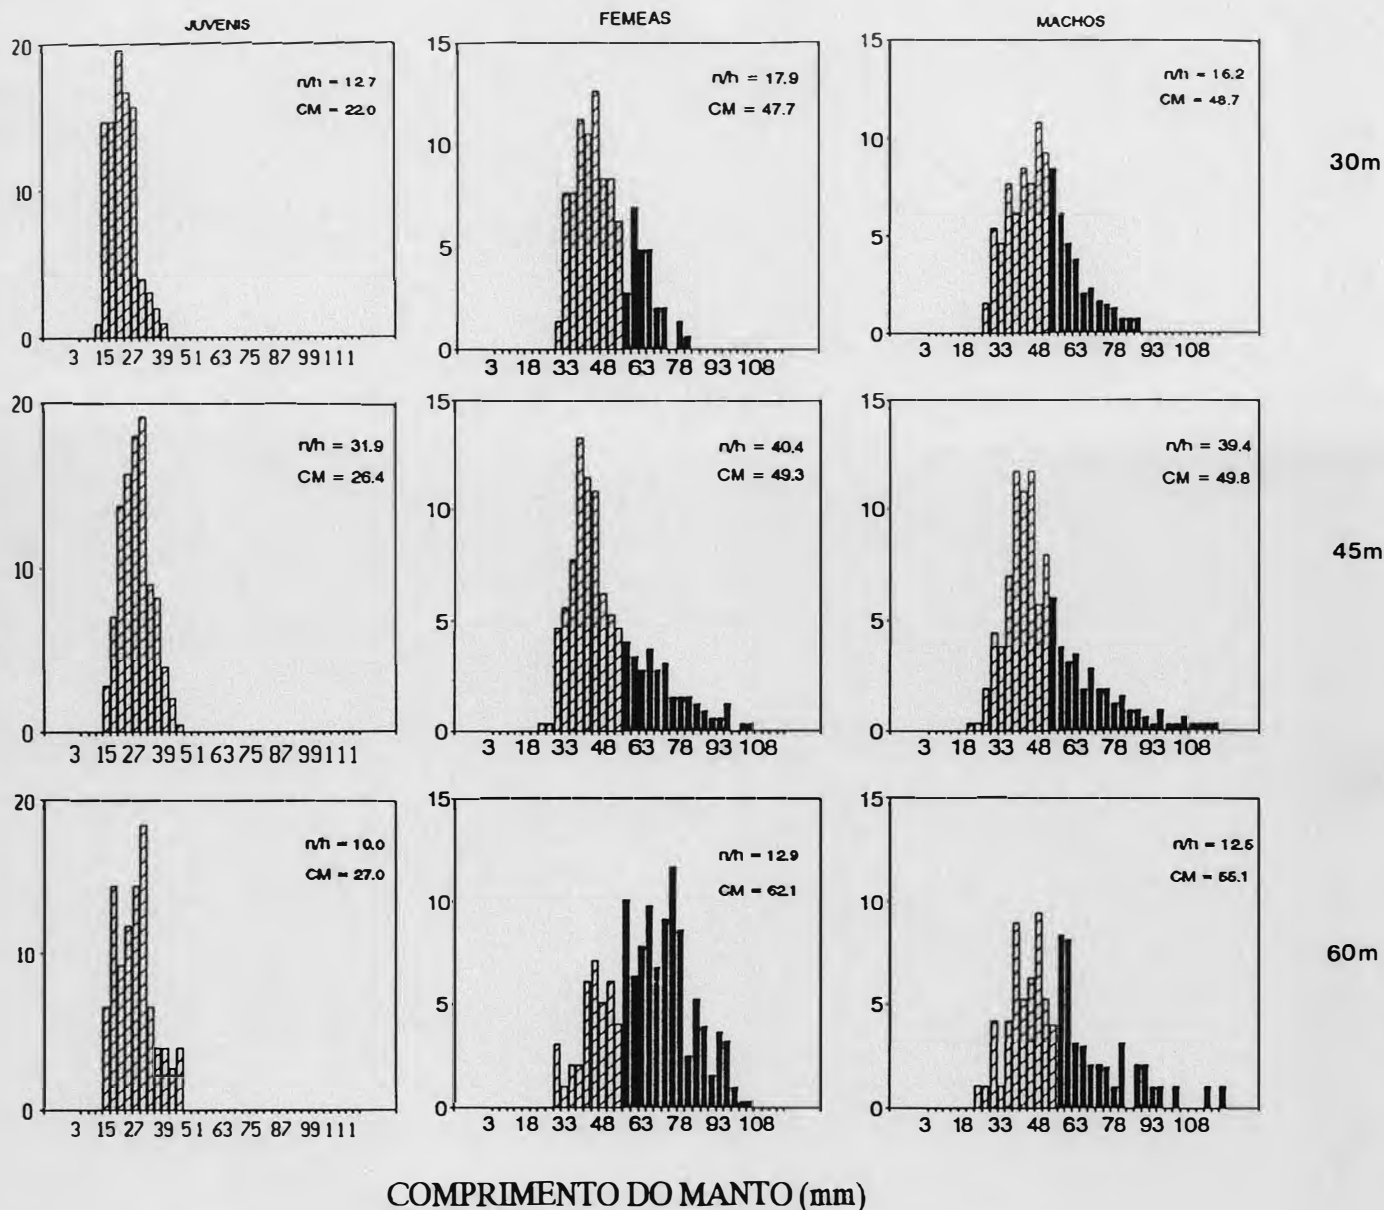 JUVENIS FEMEAS MACHOS
20 15 15
n/h = 12.7 n/h = 17.9 n/h = 16.2
CM = 22.0 CM = 47.7 CM = 48.7
30m
10 10 10
5 5
0 0 0
3 15 27 39 51 63 75 87 99 111
3 18 33 48 63 78 93 108
3 18 33 48 63 78 93 108
20 15 15
n/h = 31.9 n/h = 40.4 n/h = 39.4
CM = 26.4 CM = 49.3 CM = 49.8
45m
10 10 10
5 5
0 0 0
3 15 27 39 51 63 75 87 99 111
3 18 33 48 63 78 93 108
3 18 33 48 63 78 93 108
20 15 15
n/h = 10.0 n/h = 12.9 n/h = 12.5
CM = 27.0 CM = 62.1 CM = 55.1
60m
10 10 10
5 5
0 0 0
3 15 27 39 51 63 75 87 99 111
3 18 33 48 63 78 93 108
3 18 33 48 63 78 93 108
COMPRIMENTO DO MANTO (mm)